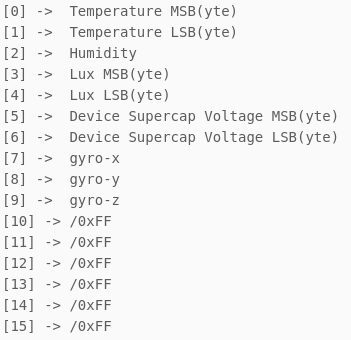 [0] ->  Temperature MSB(yte)
[1] ->  Temperature LSB(yte)
[2] ->  Humidity
[3] ->  Lux MSB(yte)
[4] ->  Lux LSB(yte)
[5] ->  Device Supercap Voltage MSB(yte)
[6] ->  Device Supercap Voltage LSB(yte)
[7] ->  gyro-x
[8] ->  gyro-y
[9] ->  gyro-z
[10] -> /0xFF
[11] -> /0xFF
[12] -> /0xFF
[13] -> /0xFF
[14] -> /0xFF
[15] -> /0xFF